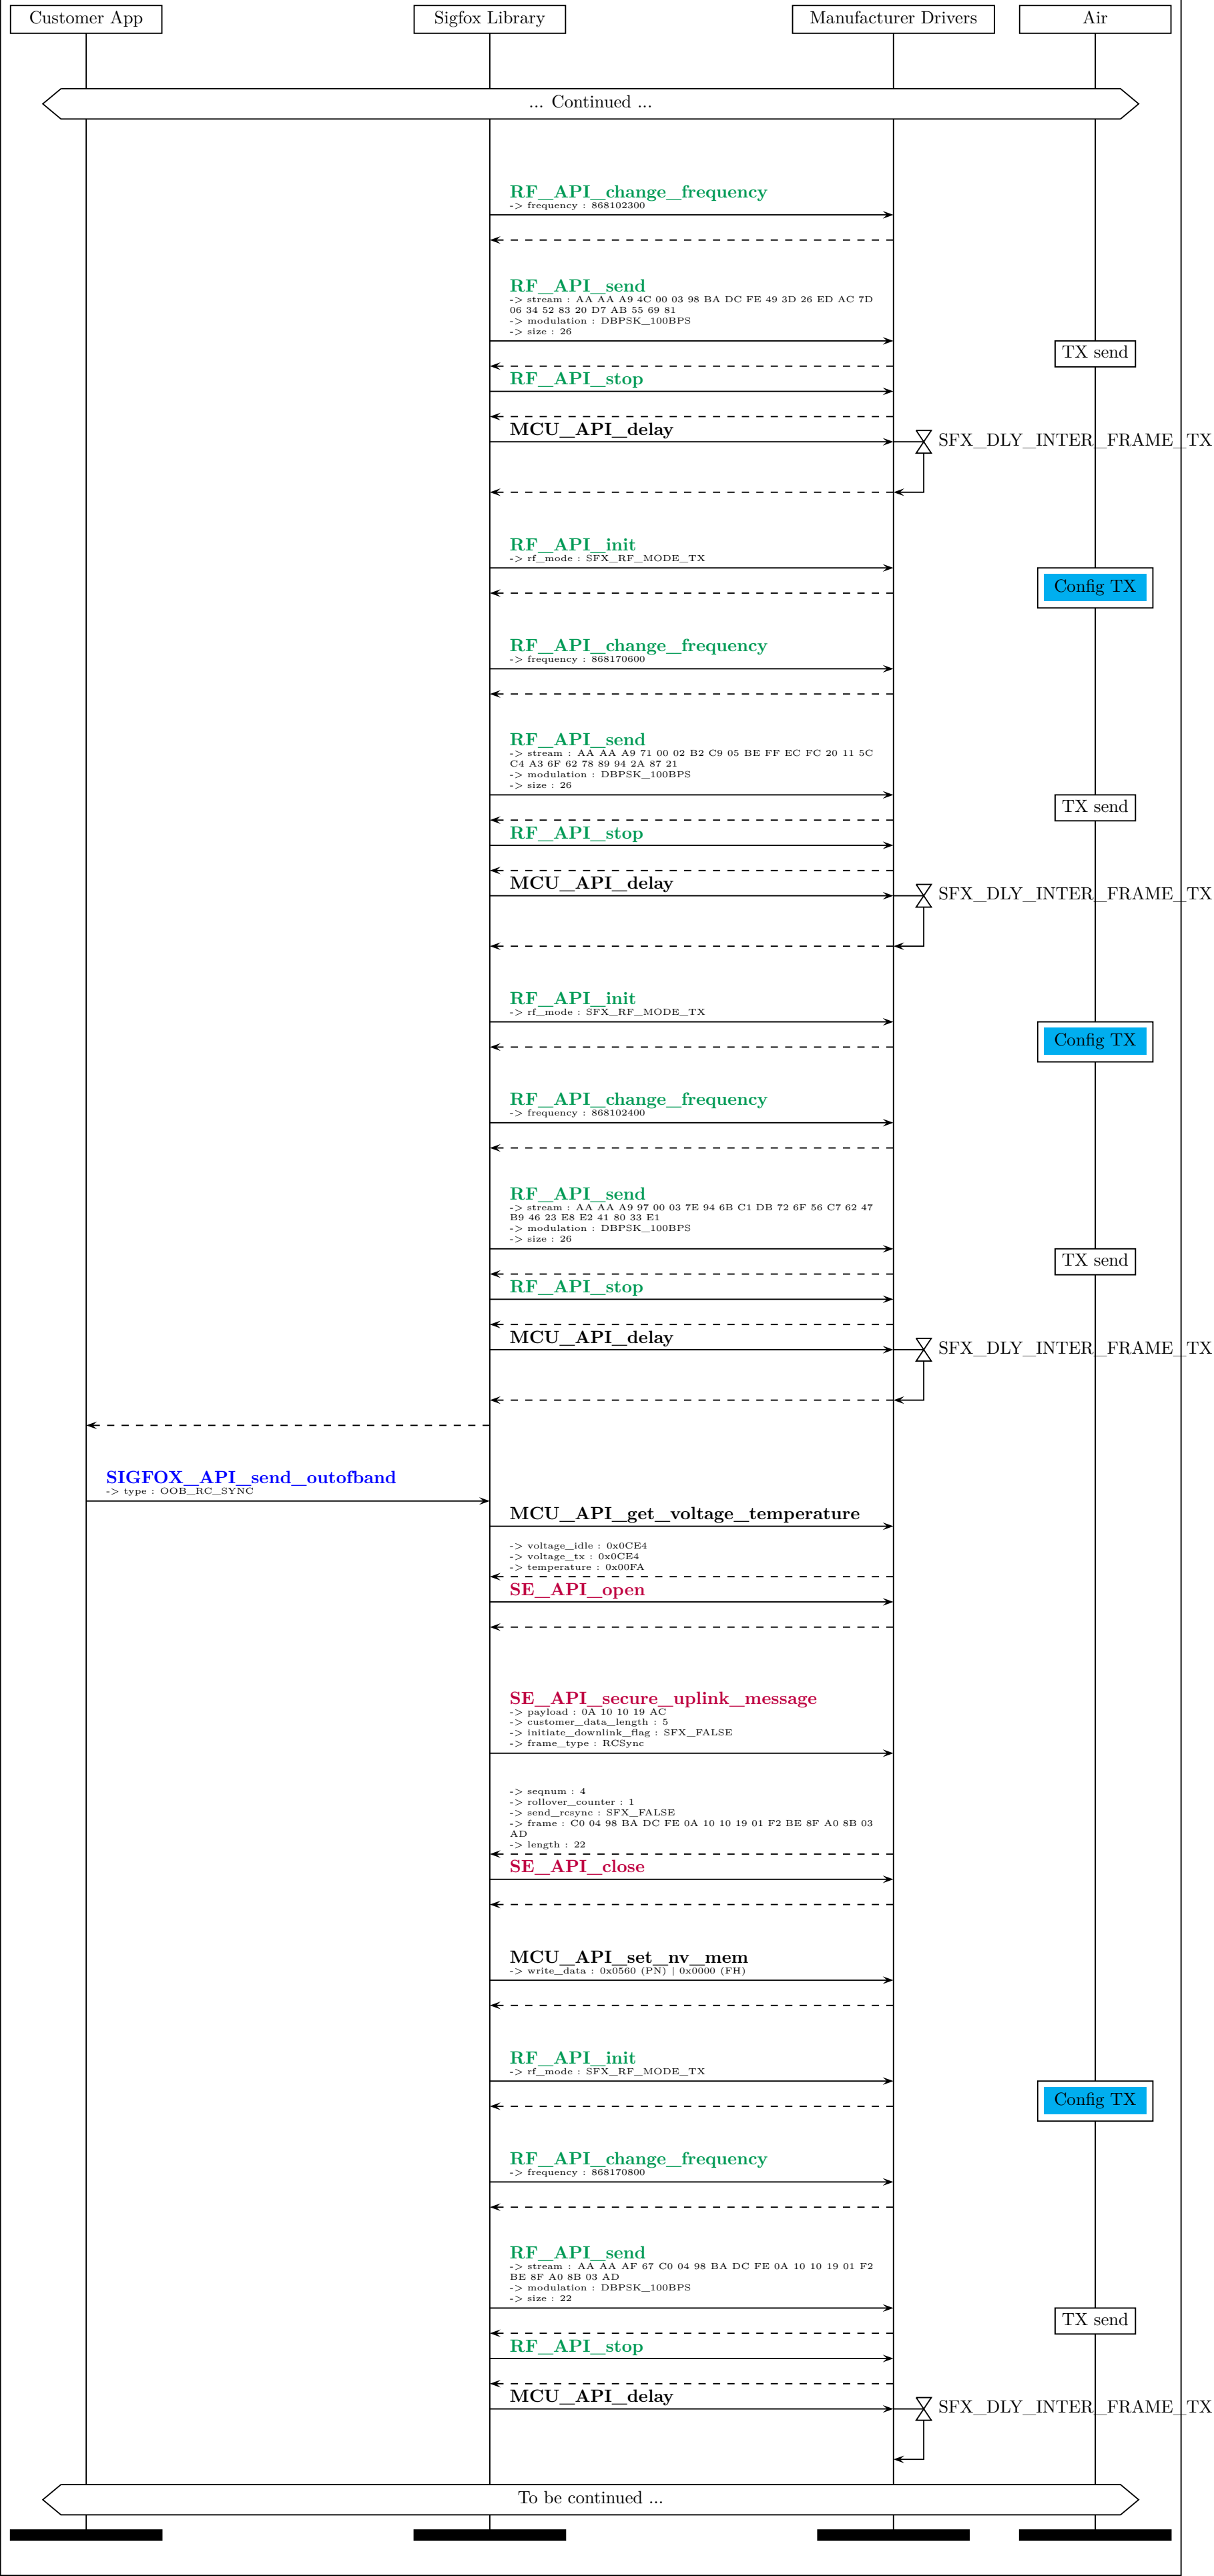 Customer App
Sigfox Library
Manufacturer Drivers
Air
... Continued ...
RF_API_change_frequency
-> frequency : 868102300
RF_API_send
-> stream : AA AA A9 4C 00 03 98 BA DC FE 49 3D 26 ED AC 7D
06 34 52 83 20 D7 AB 55 69 81
-> modulation : DBPSK_100BPS
-> size : 26
TX send
RF_API_stop
MCU_API_delay
SFX_DLY_INTER_FRAME_TX
RF_API_init
-> rf_mode : SFX_RF_MODE_TX
Config TX
RF_API_change_frequency
-> frequency : 868170600
RF_API_send
-> stream : AA AA A9 71 00 02 B2 C9 05 BE FF EC FC 20 11 5C
C4 A3 6F 62 78 89 94 2A 87 21
-> modulation : DBPSK_100BPS
-> size : 26
TX send
RF_API_stop
MCU_API_delay
SFX_DLY_INTER_FRAME_TX
RF_API_init
-> rf_mode : SFX_RF_MODE_TX
Config TX
RF_API_change_frequency
-> frequency : 868102400
RF_API_send
-> stream : AA AA A9 97 00 03 7E 94 6B C1 DB 72 6F 56 C7 62 47
B9 46 23 E8 E2 41 80 33 E1
-> modulation : DBPSK_100BPS
-> size : 26
TX send
RF_API_stop
MCU_API_delay
SFX_DLY_INTER_FRAME_TX
SIGFOX_API_send_outofband
-> type : OOB_RC_SYNC
MCU_API_get_voltage_temperature
-> voltage_idle : 0x0CE4
-> voltage_tx : 0x0CE4
-> temperature : 0x00FA
SE_API_open
SE_API_secure_uplink_message
-> payload : 0A 10 10 19 AC
-> customer_data_length : 5
-> initiate_downlink_flag : SFX_FALSE
-> frame_type : RCSync
-> seqnum : 4
-> rollover_counter : 1
-> send_rcsync : SFX_FALSE
-> frame : C0 04 98 BA DC FE 0A 10 10 19 01 F2 BE 8F A0 8B 03
AD
-> length : 22
SE_API_close
MCU_API_set_nv_mem
-> write_data : 0x0560 (PN) | 0x0000 (FH)
RF_API_init
-> rf_mode : SFX_RF_MODE_TX
Config TX
RF_API_change_frequency
-> frequency : 868170800
RF_API_send
-> stream : AA AA AF 67 C0 04 98 BA DC FE 0A 10 10 19 01 F2
BE 8F A0 8B 03 AD
-> modulation : DBPSK_100BPS
-> size : 22
TX send
RF_API_stop
MCU_API_delay
SFX_DLY_INTER_FRAME_TX
To be continued ...